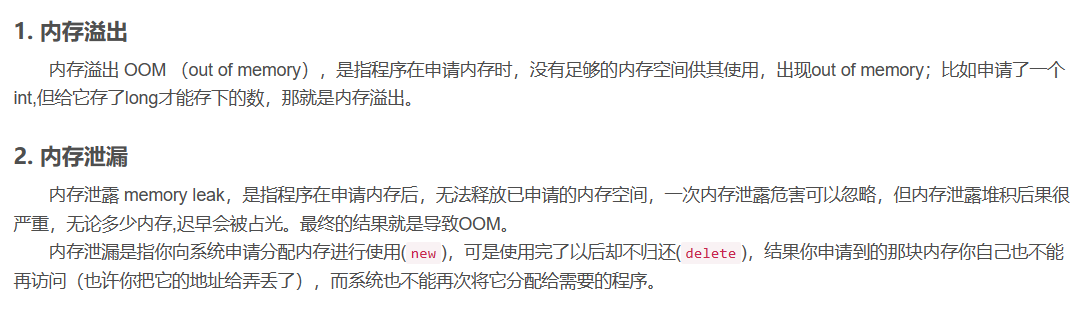 1. 内存溢出
内存溢出 OOM （out of memory），是指程序在申请内存时，没有足够的内存空间供其使用，出现out of memory；比如申请了一个
int,但给它存了long才能存下的数，那就是内存溢出。
2. 内存泄漏
内存泄露 memory leak，是指程序在申请内存后，无法释放已申请的内存空间，一次内存泄露危害可以忽略，但内存泄露堆积后果很
严重，无论多少内存,迟早会被占光。最终的结果就是导致OOM。
内存泄漏是指你向系统申请分配内存进行使用(new)，可是使用完了以后却不归还(delete)，结果你申请到的那块内存你自己也不能
再访问（也许你把它的地址给弄丢了），而系统也不能再次将它分配给需要的程序。